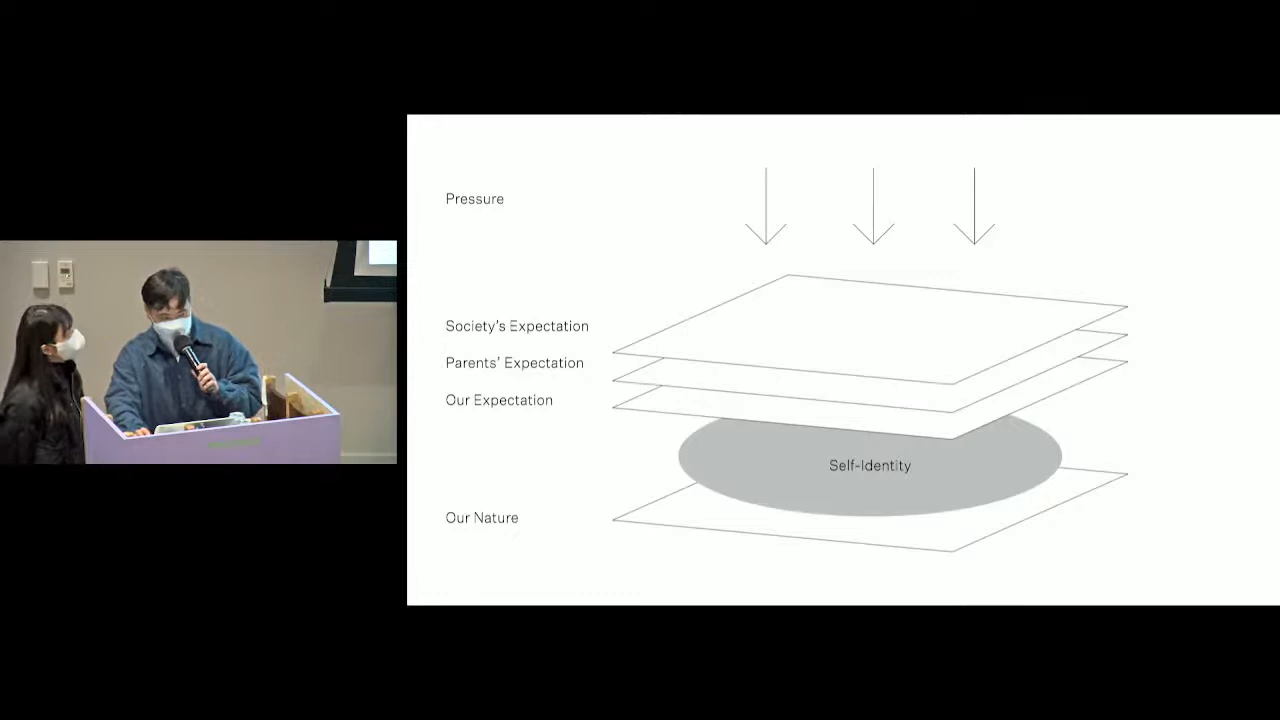 Pressure
Society's Expectation
Parents' Expectation
Our Expectation
Self-Identity
Our Nature